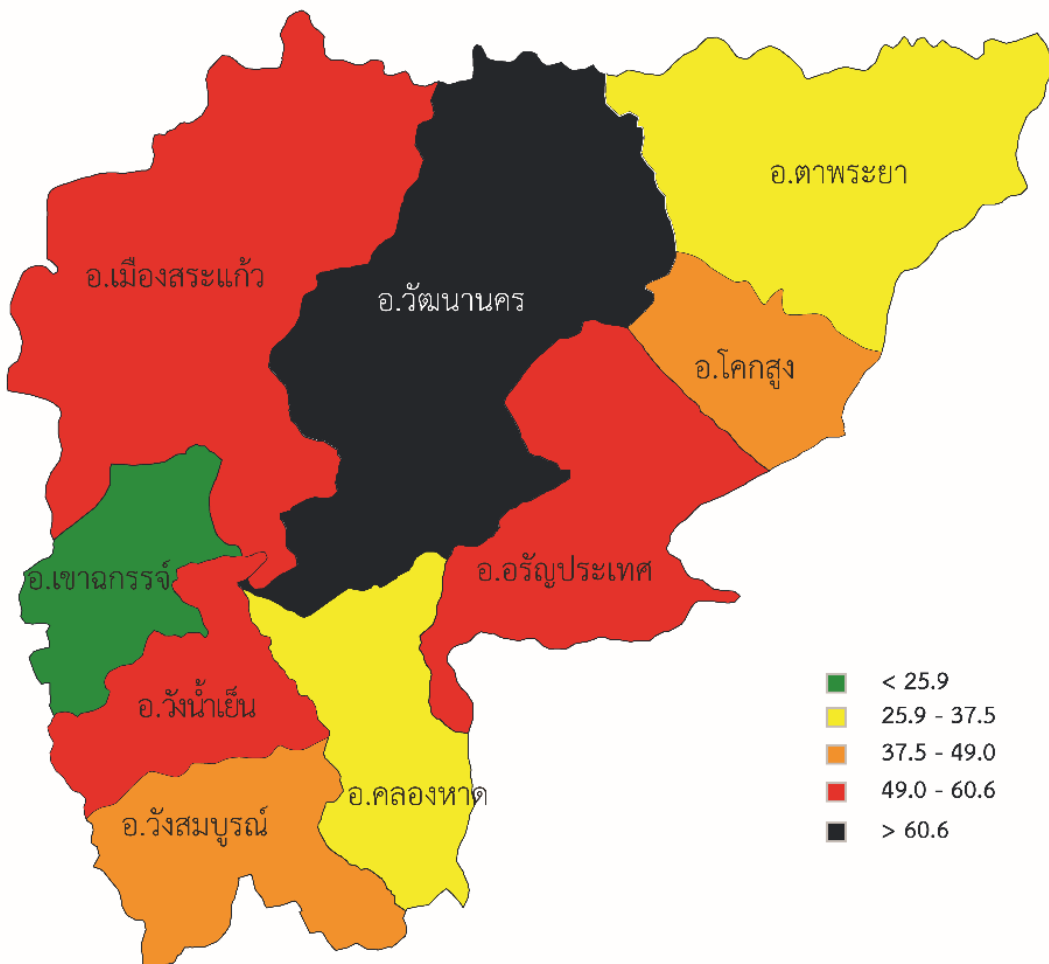 อ.ตาพระยา
อ.เมืองสระแก้ว
อ.วัฒนานคร
อ.โคกสูง
อ.เขาฉกรรจ์
อ.อรัญประเทศ
อ.วังน้ำเย็น
อ.คลองหาด
อ.วังสมบูรณ์
< 25.9
25.9 - 37.5
37.5 - 49.0
49.0 - 60.6
> 60.6